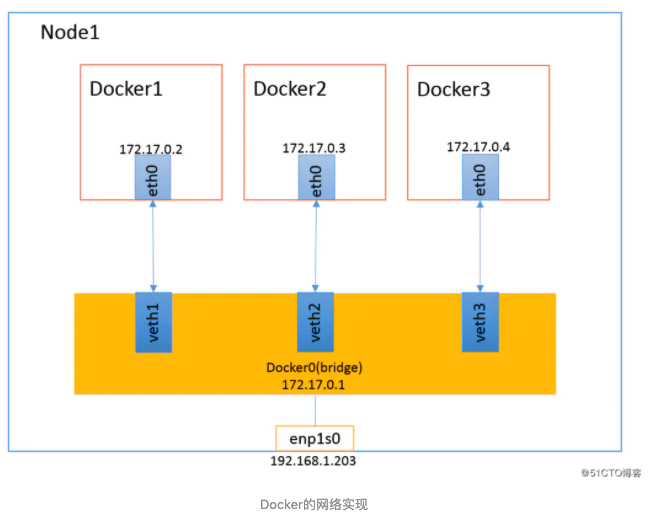 Node1
Docker1
Docker2
Docker3
172.17.0.2
172.17.0.3
172.17.0.4
eth0
eth0
eth0
veth1
veth2
veth3
Docker0(bridge)
172.17.0.1
enp1s0
192.168.1.203
@51CTO博客
Docker的网络实现